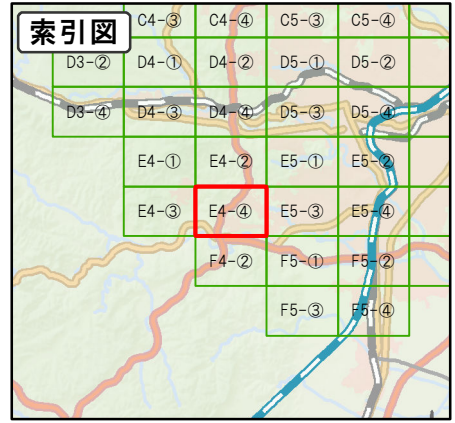 索引図
C4-③ C4-④ C5-③ C5-④
D3-② D4-① D4-② D5-① D5-②
D3-④ D4-③ D4-④ D5-③ D5-④
E4-① E4-② E5-① E5-②
E4-③ E4-④ E5-③ E5-④
F4-② F5-① F5-②
F5-③ F5-④